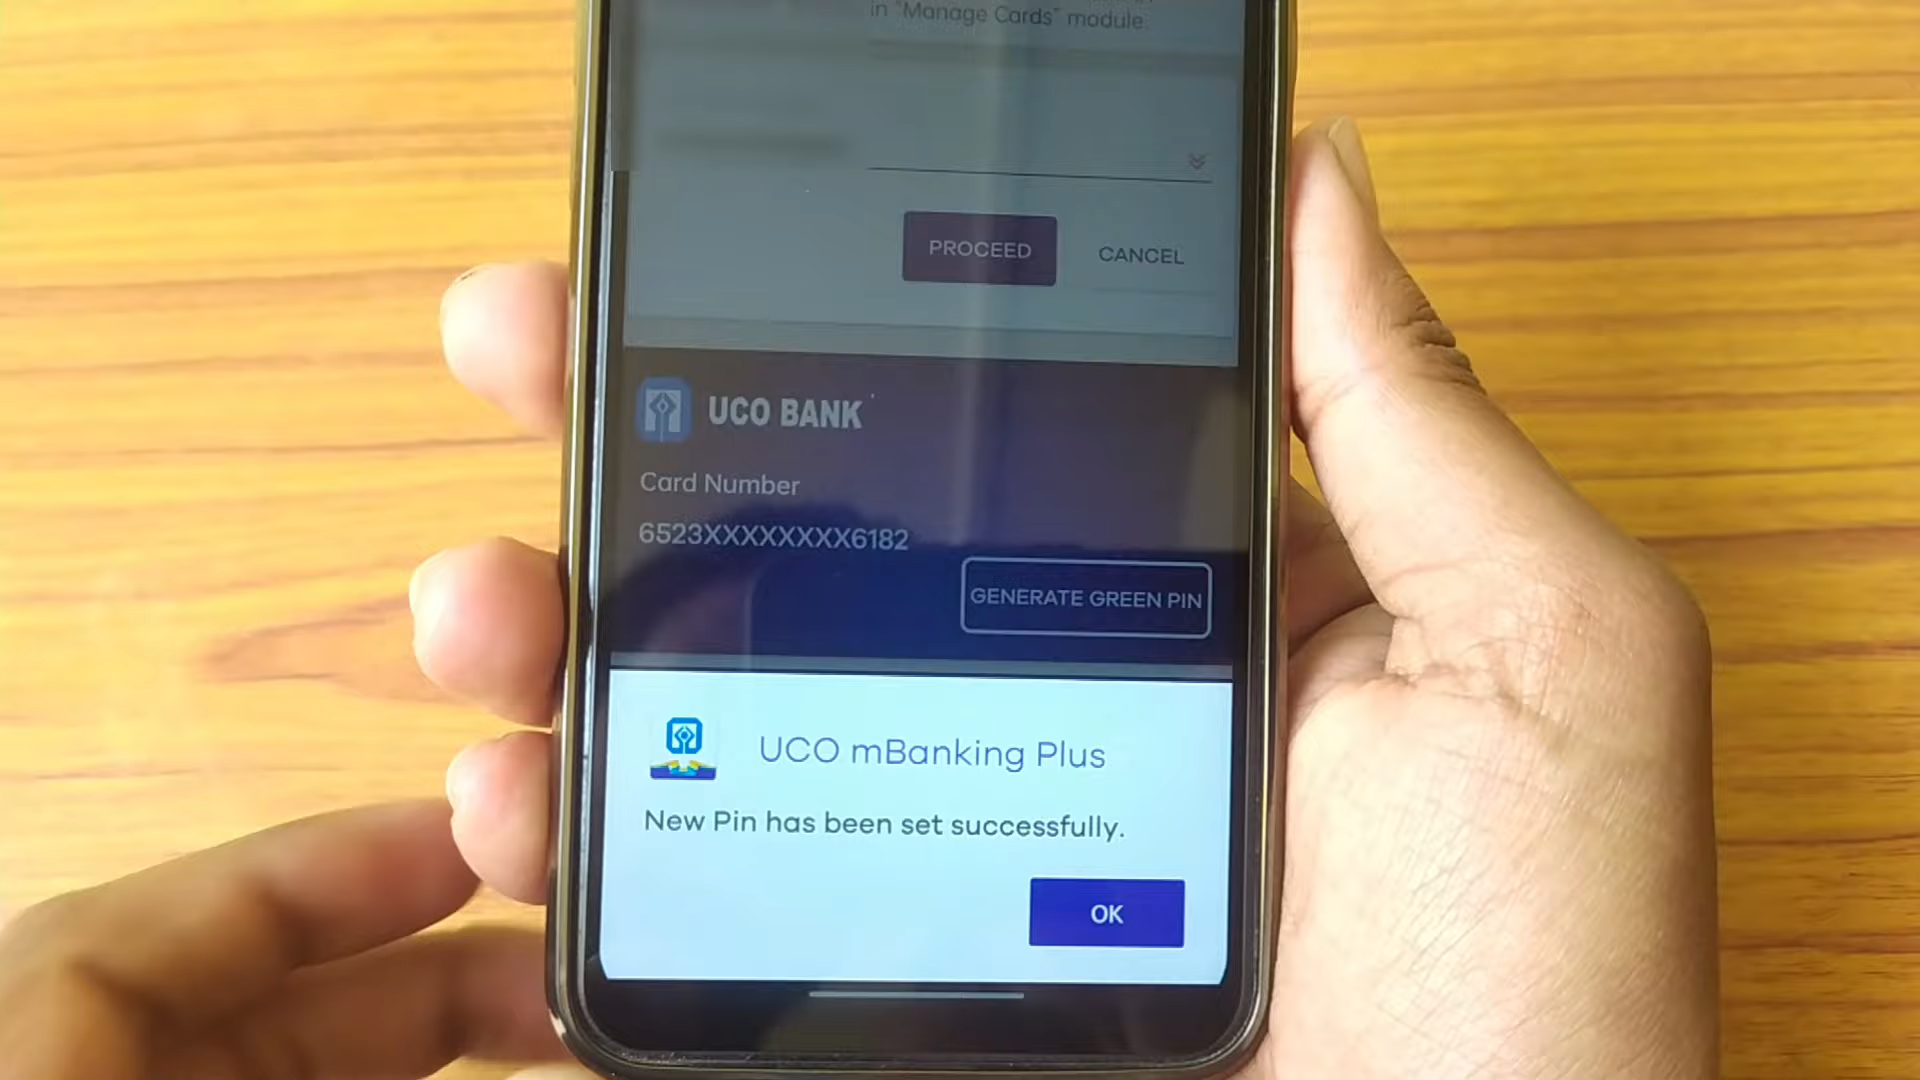 in "Manage Cards" module.
PROCEED
CANCEL
UCO BANK
Card Number
6523XXXXXXXX6182
GENERATE GREEN PIN
UCO mBanking Plus
New Pin has been set successfully.
OK